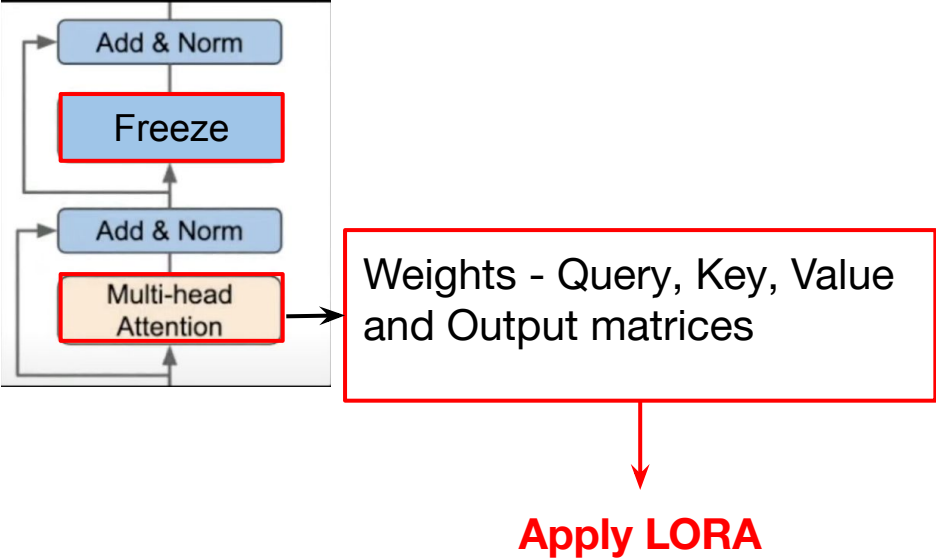 Add & Norm
Freeze
Add & Norm
Multi-head
Attention
Weights - Query, Key, Value
and Output matrices
Apply LORA